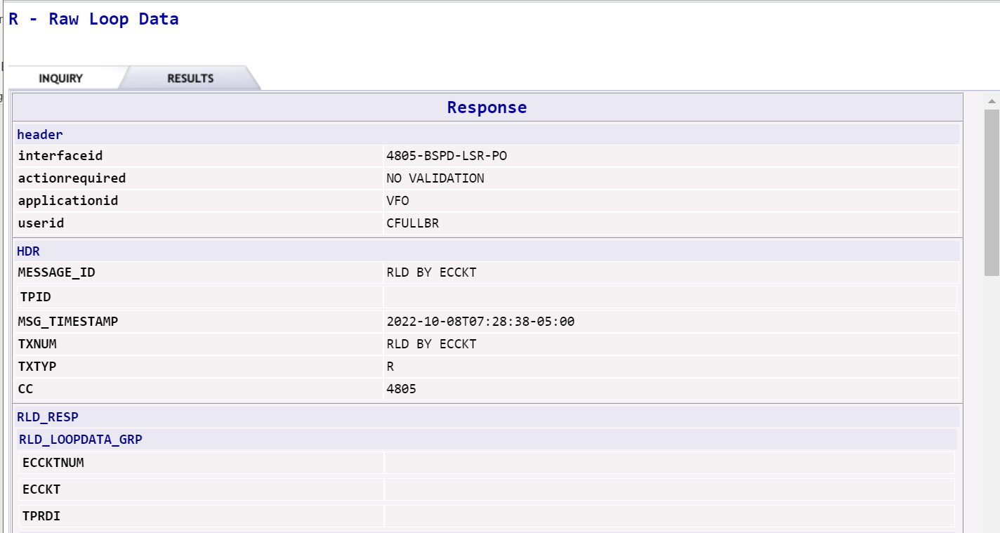 R - Raw Loop Data
INQUIRY RESULTS
Response
header
interfaceid 4805-BSPD-LSR-PO
actionrequired NO VALIDATION
applicationid VFO
userid CFULLBR
HDR
MESSAGE_ID RLD BY ECCKT
TPID
MSG_TIMESTAMP 2022-10-08T07:28:38-05:00
TXNUM RLD BY ECCKT
TXTYP R
CC 4805
RLD_RESP
RLD_LOOPDATA_GRP
ECCKTNUM
ECCKT
TPRDI